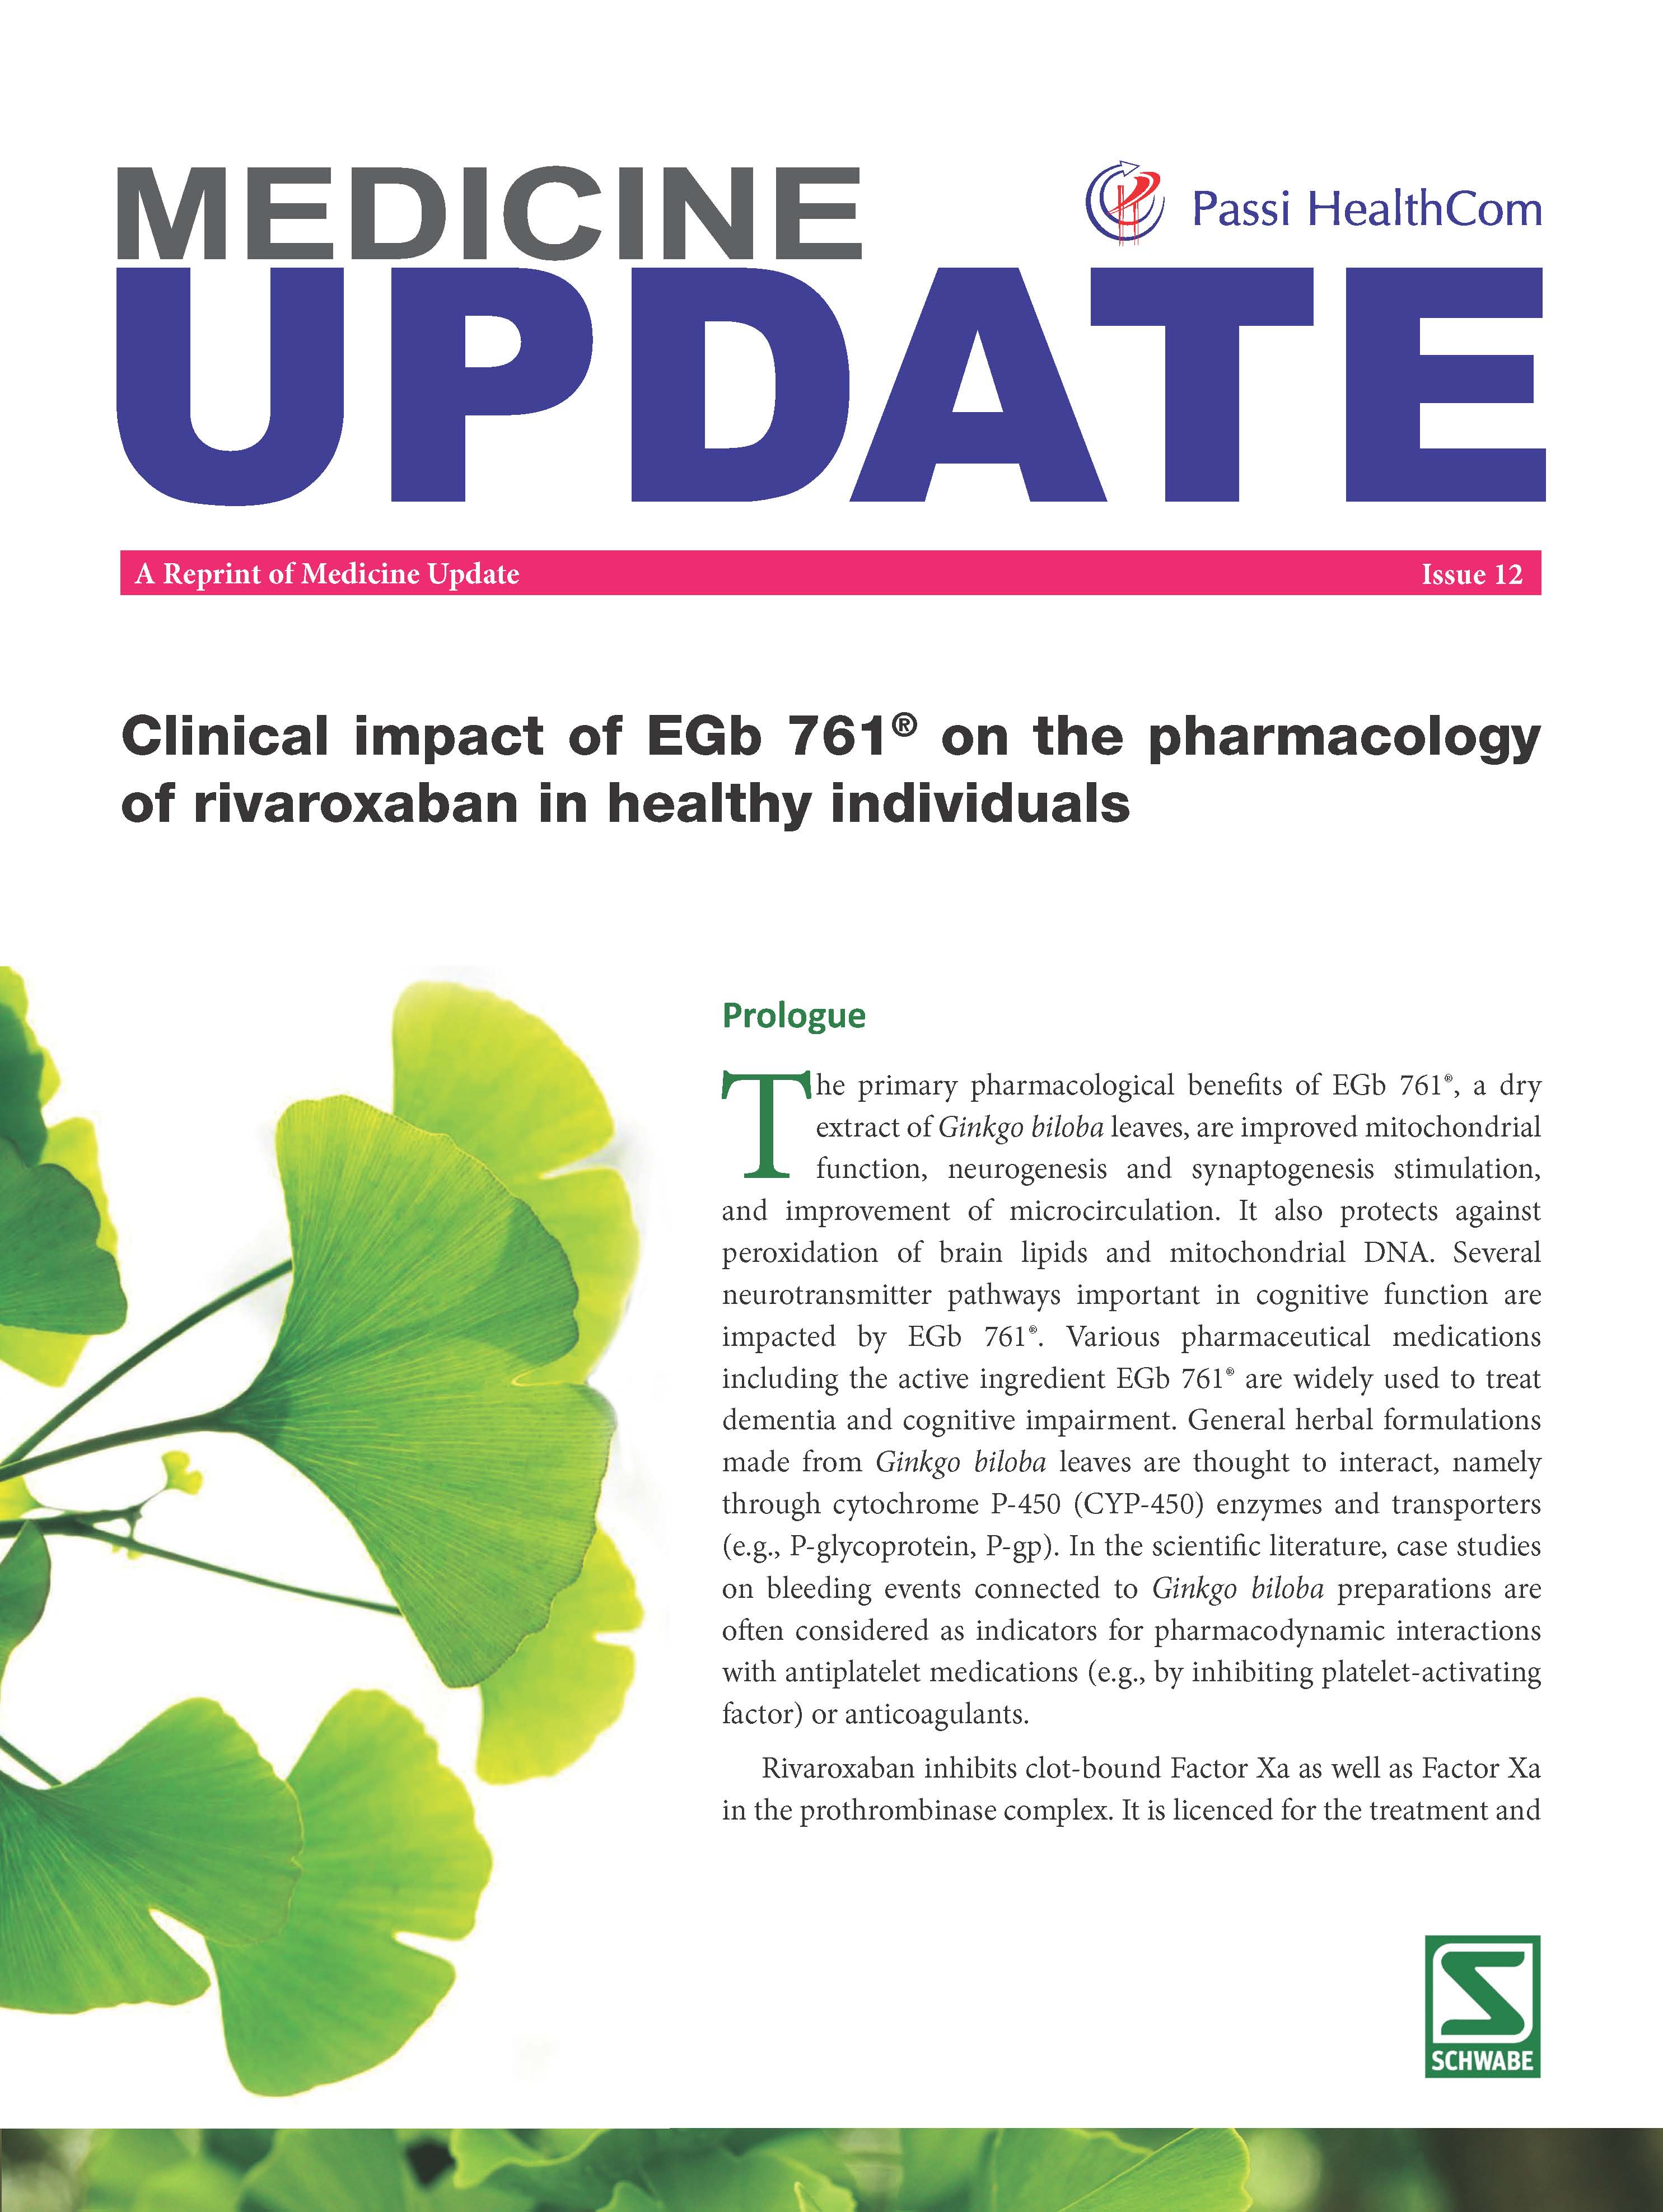 MEDICINE
Passi HealthCom
UPDATE
A Reprint of Medicine Update
Issue 12
Clinical impact of EGb 761® on the pharmacology
of rivaroxaban in healthy individuals
Prologue
The primary pharmacological benefits of EGb 761®, a dry
extract of Ginkgo biloba leaves, are improved mitochondrial
function, neurogenesis and synaptogenesis stimulation,
and improvement of microcirculation. It also protects against
peroxidation of brain lipids and mitochondrial DNA. Several
neurotransmitter pathways important in cognitive function are
impacted by EGb 761®. Various pharmaceutical medications
including the active ingredient EGb 761® are widely used to treat
dementia and cognitive impairment. General herbal formulations
made from Ginkgo biloba leaves are thought to interact, namely
through cytochrome P-450 (CYP-450) enzymes and transporters
(e.g., P-glycoprotein, P-gp). In the scientific literature, case studies
on bleeding events connected to Ginkgo biloba preparations are
often considered as indicators for pharmacodynamic interactions
with antiplatelet medications (e.g., by inhibiting platelet-activating
factor) or anticoagulants.
Rivaroxaban inhibits clot-bound Factor Xa as well as Factor Xa
in the prothrombinase complex. It is licenced for the treatment and
SCHWABE